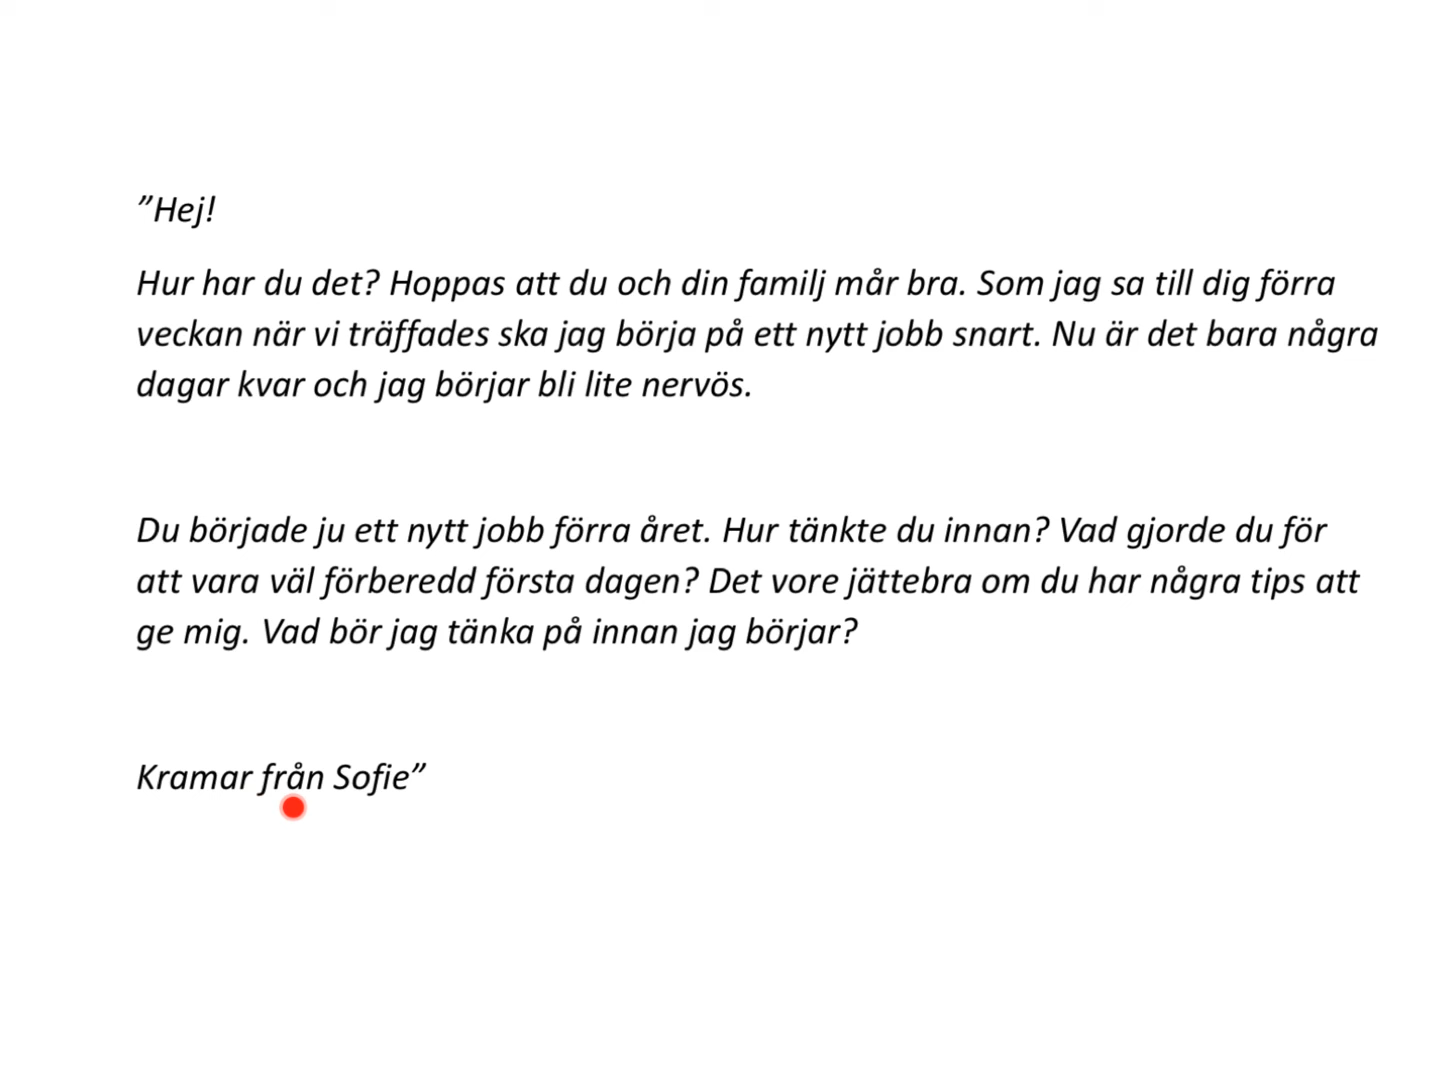 ”Hej!
Hur har du det? Hoppas att du och din familj mår bra. Som jag sa till dig förra
veckan när vi träffades ska jag börja på ett nytt jobb snart. Nu är det bara några
dagar kvar och jag börjar bli lite nervös.
Du började ju ett nytt jobb förra året. Hur tänkte du innan? Vad gjorde du för
att vara väl förberedd första dagen? Det vore jättebra om du har några tips att
ge mig. Vad bör jag tänka på innan jag börjar?
Kramar från Sofie”